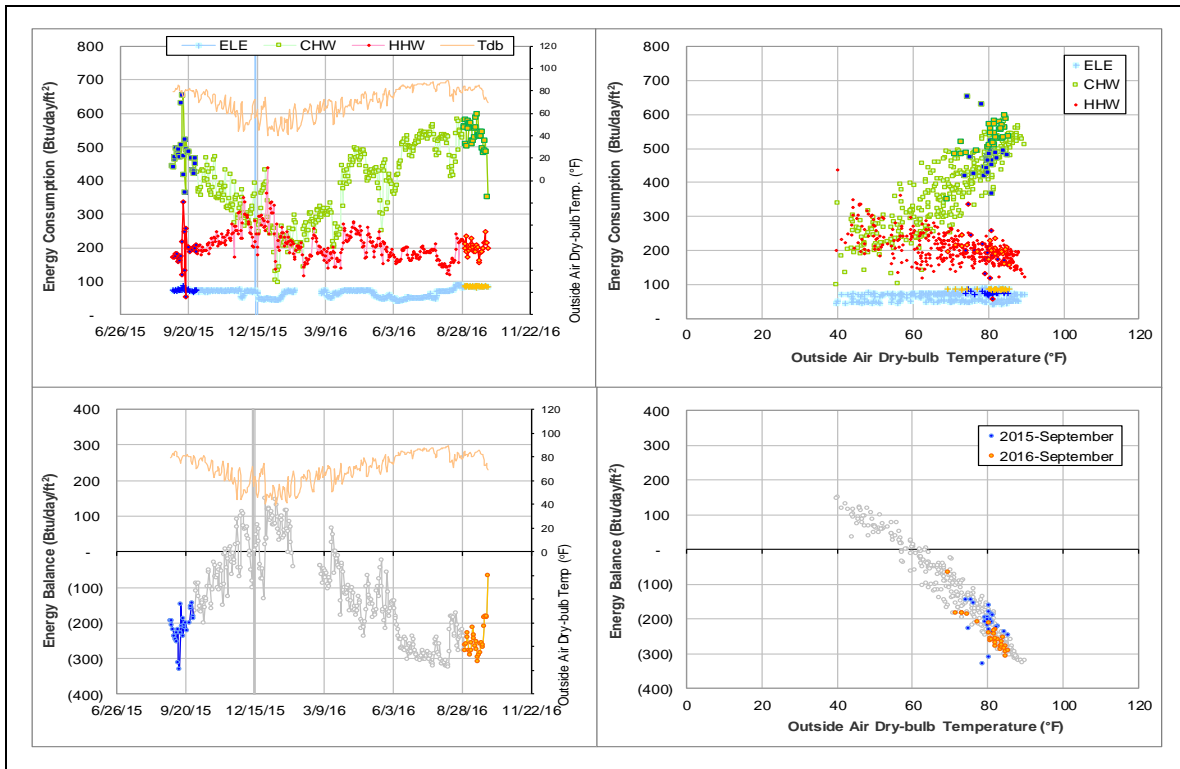 ELE CHW HHW Tdb
Energy Consumption (Btu/day/ft²)
800
700
600
500
400
300
200
100
-
120
100
80
60
40
20
0
Outside Air Dry-bulb Temp. (°F)
6/26/15 9/20/15 12/15/15 3/9/16 6/3/16 8/28/16 11/22/16
ELE
CHW
HHW
Energy Consumption (Btu/day/ft²)
800
700
600
500
400
300
200
100
-
0 20 40 60 80 100 120
Outside Air Dry-bulb Temperature (°F)
Energy Balance (Btu/day/ft²)
400
300
200
100
-
(100)
(200)
(300)
(400)
120
100
80
60
40
20
0
Outside Air Dry-bulb Temp (°F)
6/26/15 9/20/15 12/15/15 3/9/16 6/3/16 8/28/16 11/22/16
2015-September
2016-September
Energy Balance (Btu/day/ft²)
400
300
200
100
-
(100)
(200)
(300)
(400)
0 20 40 60 80 100 120
Outside Air Dry-bulb Temperature (°F)